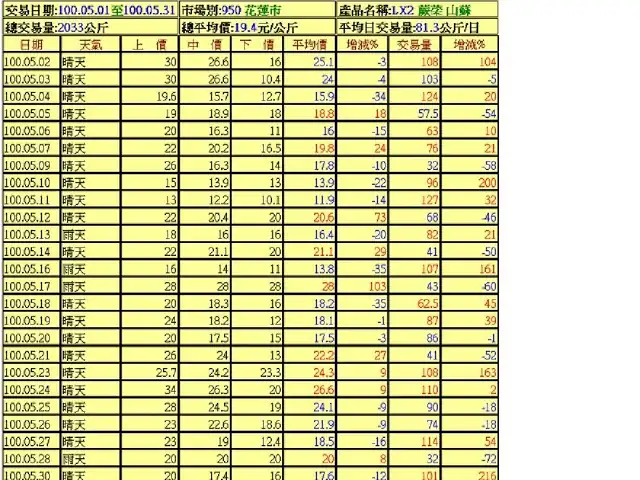 交易日期:100.05.01至100.05.31 市場別:950 花蓮市 產品名稱:LX2 蕨菜 山蘇
總交易量:2033公斤 總平均價:19.4元/公斤 平均日交易量:81.3公斤/日
日期 天氣 上 價 中 價 下 價 平均價 增減% 交易量 增減%
100.05.02 晴天 30 26.6 16 25.1 -3 108 104
100.05.03 晴天 30 26.6 10.4 24 -4 103 -5
100.05.04 晴天 19.6 15.7 12.7 15.9 -34 124 20
100.05.05 晴天 19 18.9 18 18.8 18 57.5 -54
100.05.06 晴天 20 16.3 11 16 -15 63 10
100.05.07 晴天 22 20.2 16.5 19.8 24 76 21
100.05.09 晴天 26 16.3 14 17.8 -10 32 -58
100.05.10 晴天 15 13.9 13 13.9 -22 96 200
100.05.11 晴天 13 12.2 10.1 11.9 -14 127 32
100.05.12 晴天 22 20.4 20 20.6 73 68 -46
100.05.13 雨天 18 16 16 16.4 -20 82 21
100.05.14 晴天 22 21.1 20 21.1 29 41 -50
100.05.16 雨天 16 14 11 13.8 -35 107 161
100.05.17 雨天 28 28 28 28 103 43 -60
100.05.18 晴天 20 18.3 16 18.2 -35 62.5 45
100.05.19 晴天 24 18.2 12 18.1 -1 87 39
100.05.20 晴天 20 17.5 15 17.5 -3 86 -1
100.05.21 晴天 26 24 13 22.2 27 41 -52
100.05.23 晴天 25.7 24.2 23.3 24.3 9 108 163
100.05.24 晴天 34 26.3 20 26.6 9 110 2
100.05.25 晴天 28 24.5 19 24.1 -9 90 -18
100.05.26 晴天 23 22.6 18.6 21.9 -9 74 -18
100.05.27 晴天 23 19 12.4 18.5 -16 114 54
100.05.28 雨天 20 20 20 20 8 32 -72
100.05.30 晴天 20 17.4 16 17.6 -12 101 216